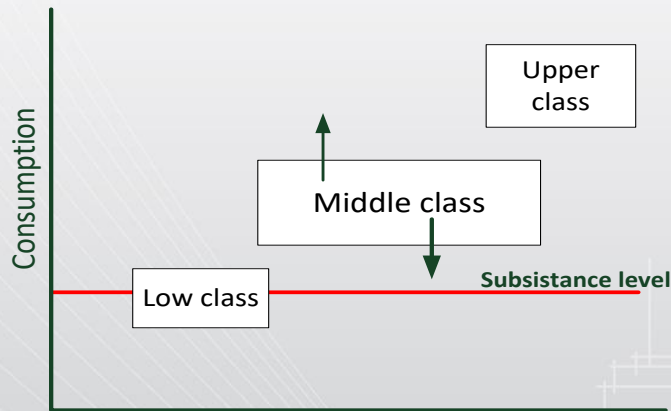 Upper
class
Consumption
Middle class
Subsistance level
Low class